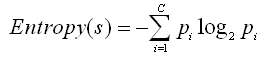 Entropy(s) = -∑_{i=1}^{C} p_i log_2 p_i